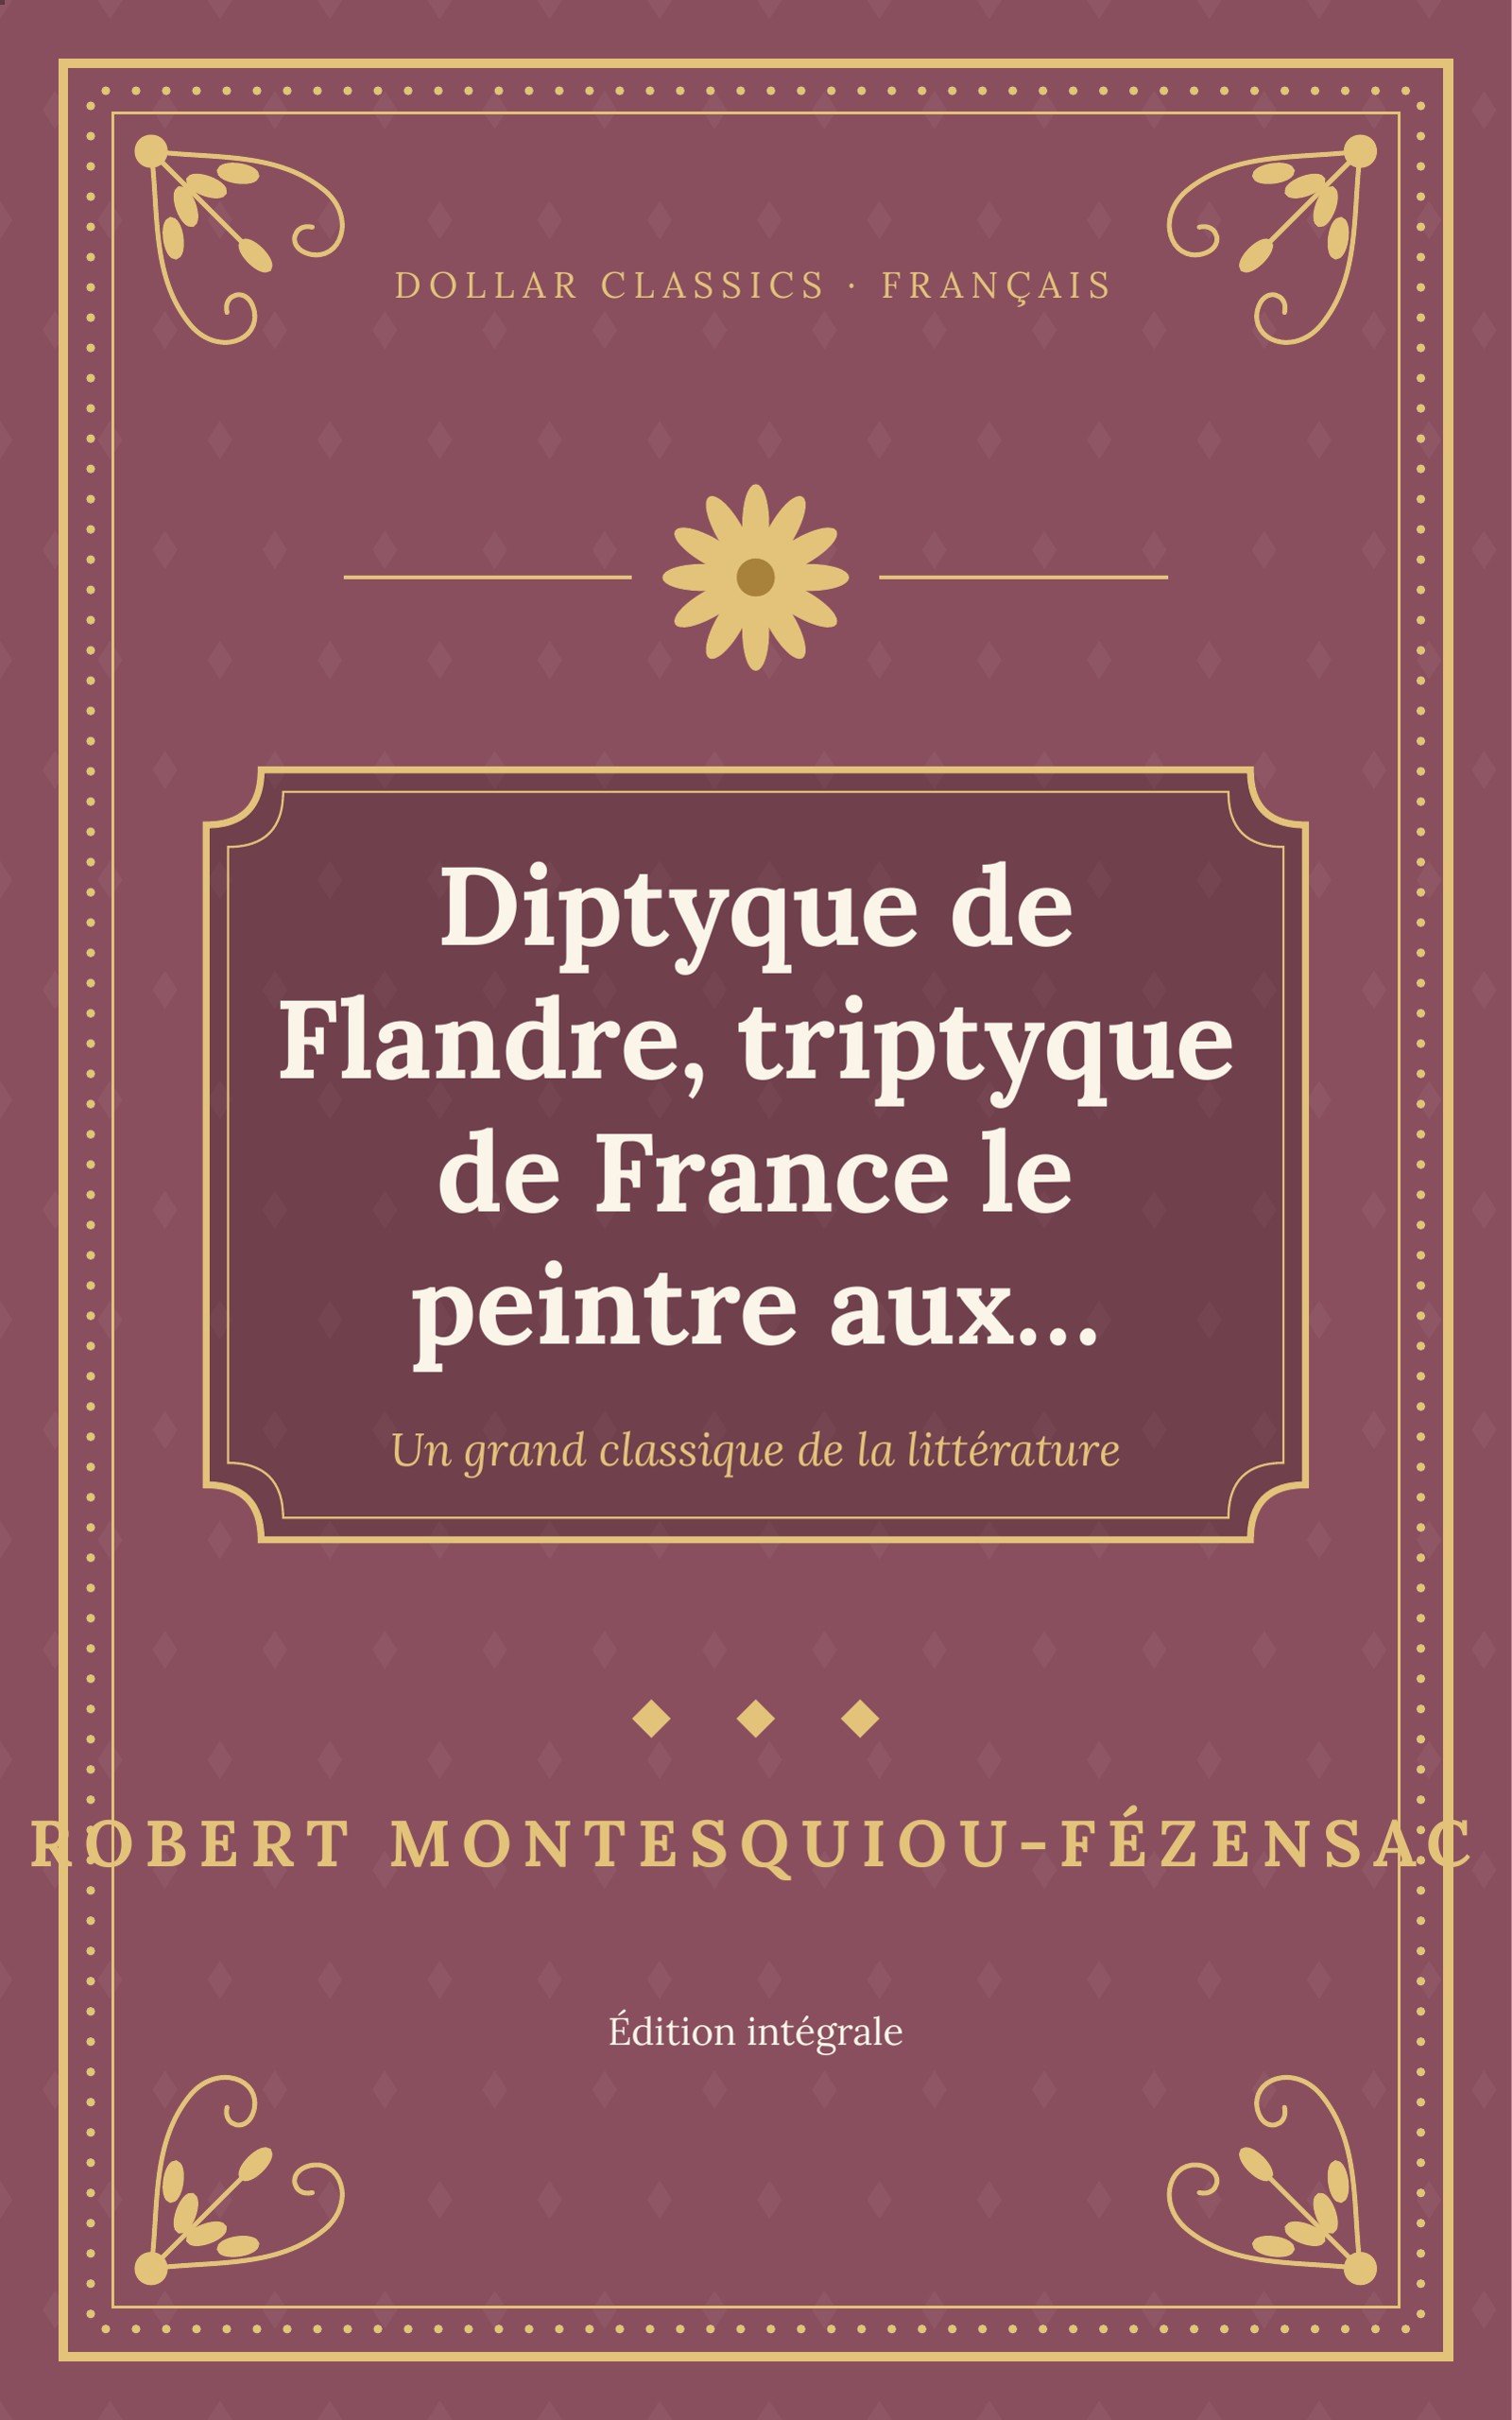 DOLLAR CLASSICS · FRANÇAIS
Diptyque de
Flandre, triptyque
de France le
peintre aux...
Un grand classique de la littérature
ROBERT MONTESQUIOU-FÉZENSAC
Édition intégrale